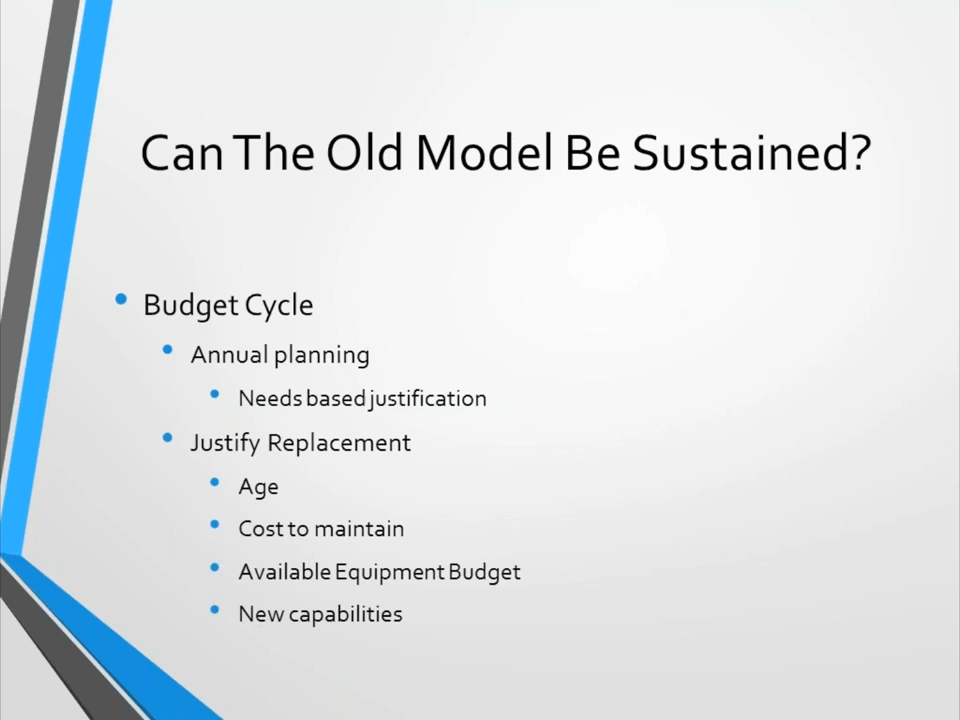 Can The Old Model Be Sustained?
• Budget Cycle
• Annual planning
• Needs based justification
• Justify Replacement
• Age
• Cost to maintain
• Available Equipment Budget
• New capabilities